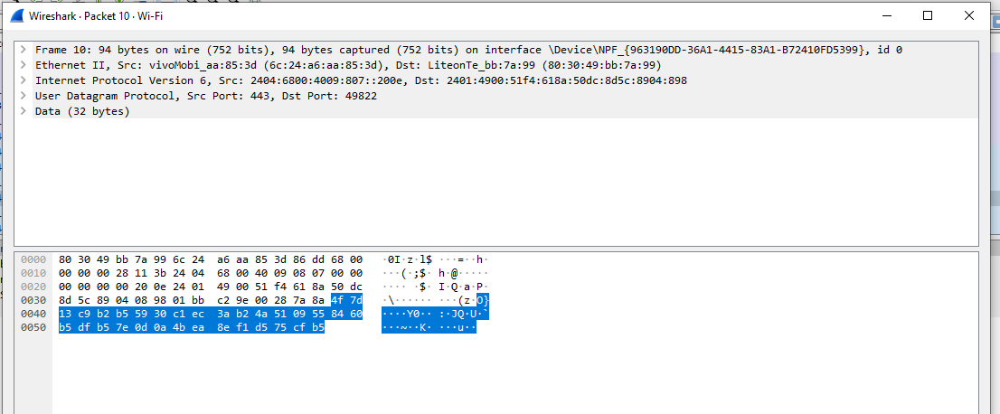 Wireshark · Packet 10 · Wi-Fi
Frame 10: 94 bytes on wire (752 bits), 94 bytes captured (752 bits) on interface \Device\NPF_{963190DD-36A1-4415-83A1-B72410FD5399}, id 0
Ethernet II, Src: vivoMobi_aa:85:3d (6c:24:a6:aa:85:3d), Dst: LiteonTe_bb:7a:99 (80:30:49:bb:7a:99)
Internet Protocol Version 6, Src: 2404:6800:4009:807::200e, Dst: 2401:4900:51f4:618a:50dc:8d5c:8904:898
User Datagram Protocol, Src Port: 443, Dst Port: 49822
Data (32 bytes)
0000 80 30 49 bb 7a 99 6c 24 a6 aa 85 3d 86 dd 68 00 ·0I·z·l$ ···=··h·
0010 00 00 00 28 11 3b 24 04 68 00 40 09 08 07 00 00 ···(·;$· h·@·····
0020 00 00 00 00 20 0e 24 01 49 00 51 f4 61 8a 50 dc ···· ·$· I·Q·a·P·
0030 8d 5c 89 04 08 98 01 bb c2 9e 00 28 7a 8a 4f 7d ·\······ ···(z·O}
0040 13 c9 b2 b5 59 30 c1 ec 3a b2 4a 51 09 55 84 60 ····Y0·· :·JQ·U·`
0050 b5 df b5 7e 0d 0a 4b ea 8e f1 d5 75 cf b5 ···~··K· ···u··